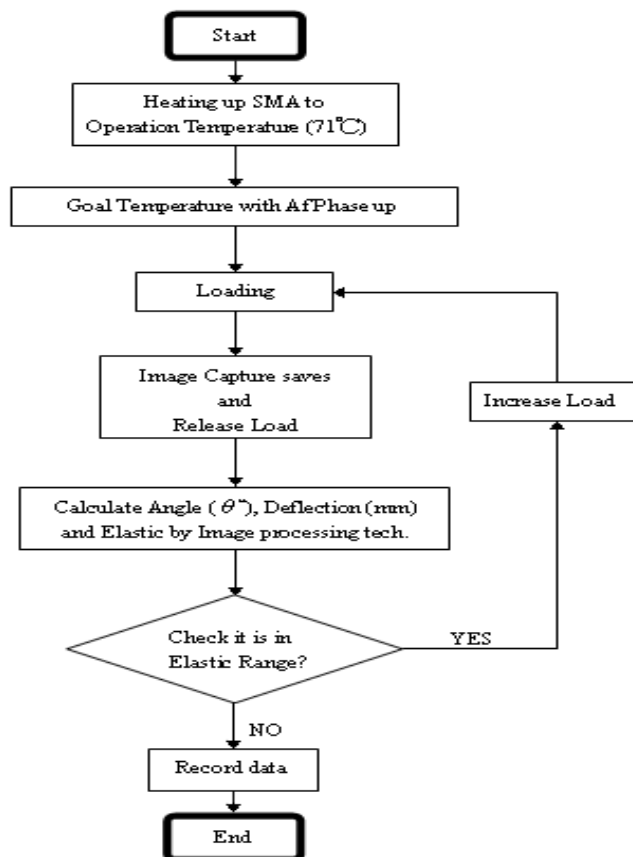 Start
Heating up SMA to
Operation Temperature (71℃)
Goal Temperature with Af Phase up
Loading
Image Capture saves
and
Release Load
Increase Load
Calculate Angle (θ°), Deflection (mm)
and Elastic by Image processing tech.
Check it is in
Elastic Range?
YES
NO
Record data
End